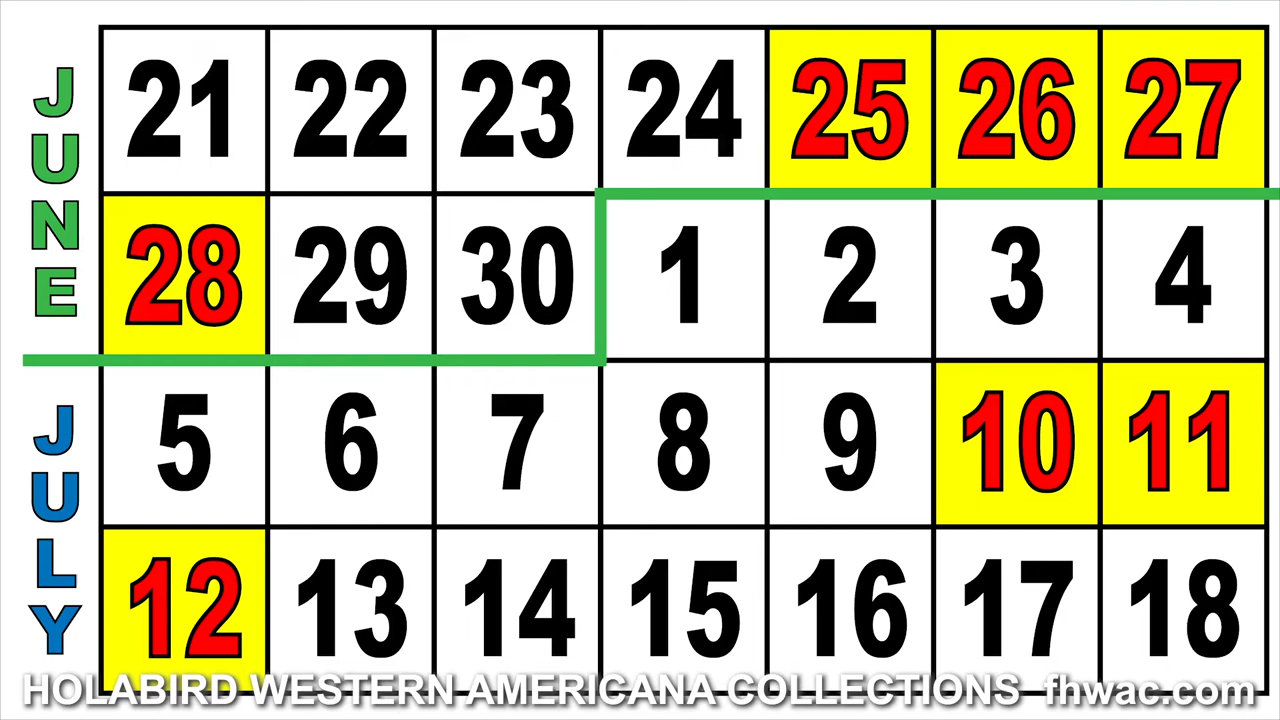 JUNE
21 22 23 24 25 26 27
28 29 30 1 2 3 4
JULY
5 6 7 8 9 10 11
12 13 14 15 16 17 18
HOLABIRD WESTERN AMERICANA COLLECTIONS fhwac.com